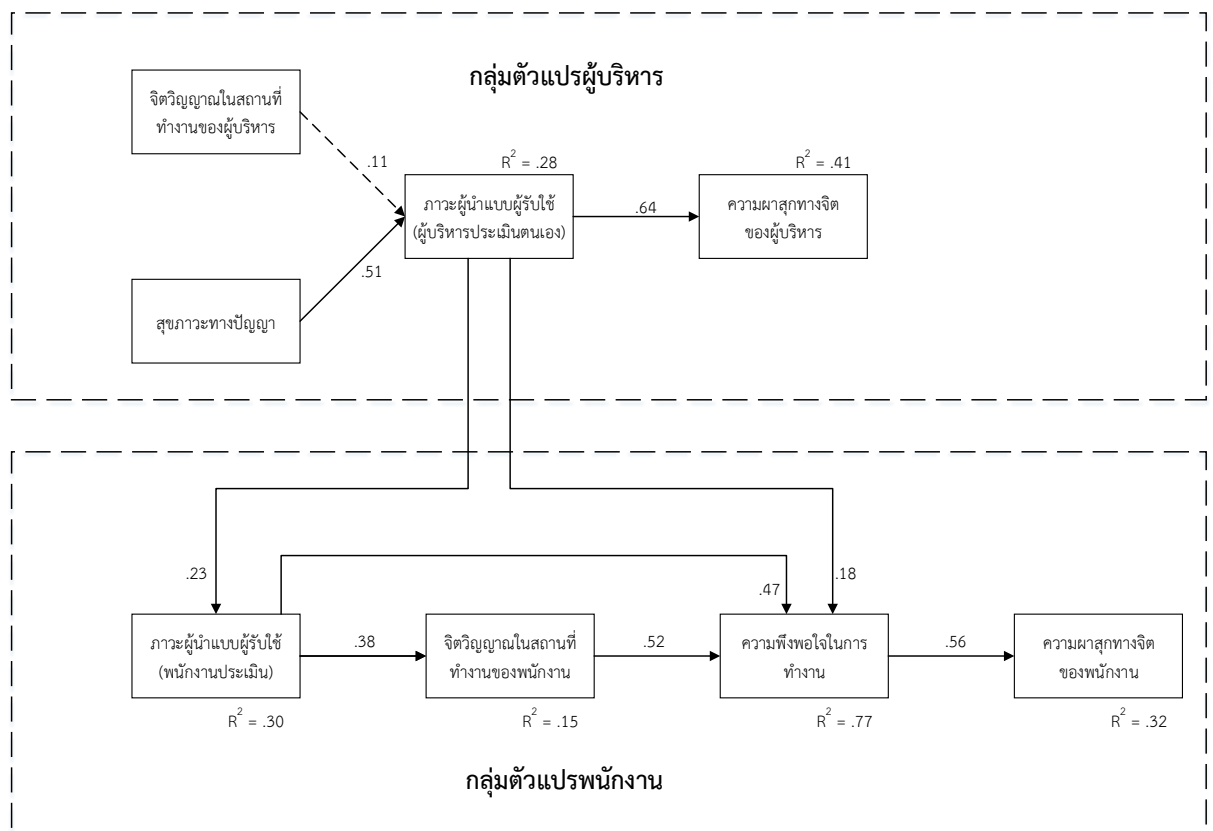 กลุ่มตัวแปรผู้บริหาร
จิตวิญญาณในสถานที่
ทำงานของผู้บริหาร
.11
R² = .28
R² = .41
ภาวะผู้นำแบบผู้รับใช้
(ผู้บริหารประเมินตนเอง)
.64
ความผาสุกทางจิต
ของผู้บริหาร
.51
สุขภาวะทางปัญญา
.23
.47
.18
ภาวะผู้นำแบบผู้รับใช้
(พนักงานประเมิน)
.38
จิตวิญญาณในสถานที่
ทำงานของพนักงาน
.52
ความพึงพอใจในการ
ทำงาน
.56
ความผาสุกทางจิต
ของพนักงาน
R² = .30
R² = .15
R² = .77
R² = .32
กลุ่มตัวแปรพนักงาน